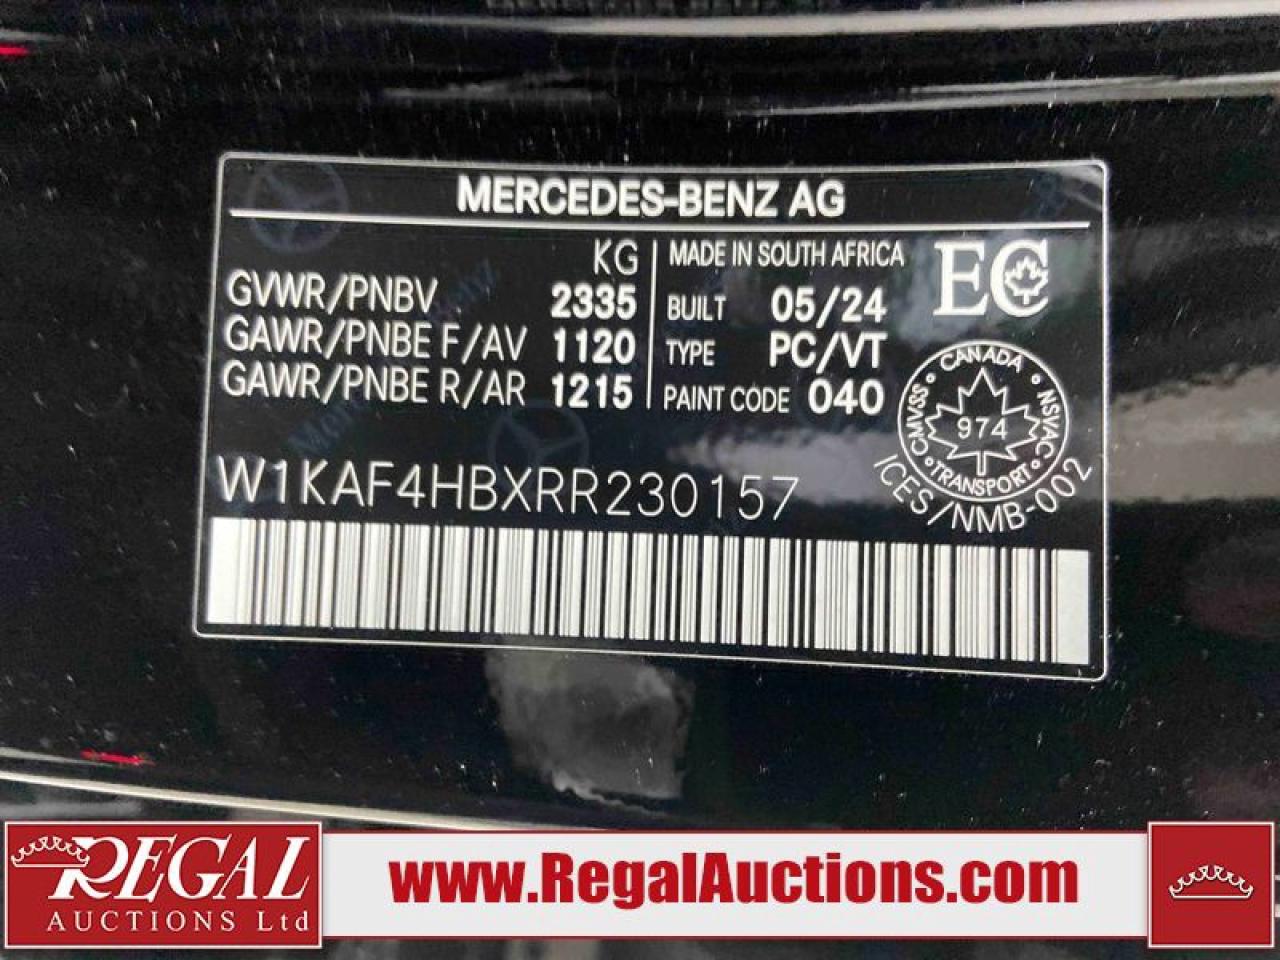 MERCEDES-BENZ AG
KG
GVWR/PNBV 2335
GAWR/PNBE F/AV 1120
GAWR/PNBE R/AR 1215
MADE IN SOUTH AFRICA
BUILT 05/24
TYPE PC/VT
PAINT CODE 040
EC
CANADA
CMVSS
NSVAC
974
TRANSPORT
ICES/NMB-002
W1KAF4HBXRR230157
REGAL
AUCTIONS Ltd
www.RegalAuctions.com